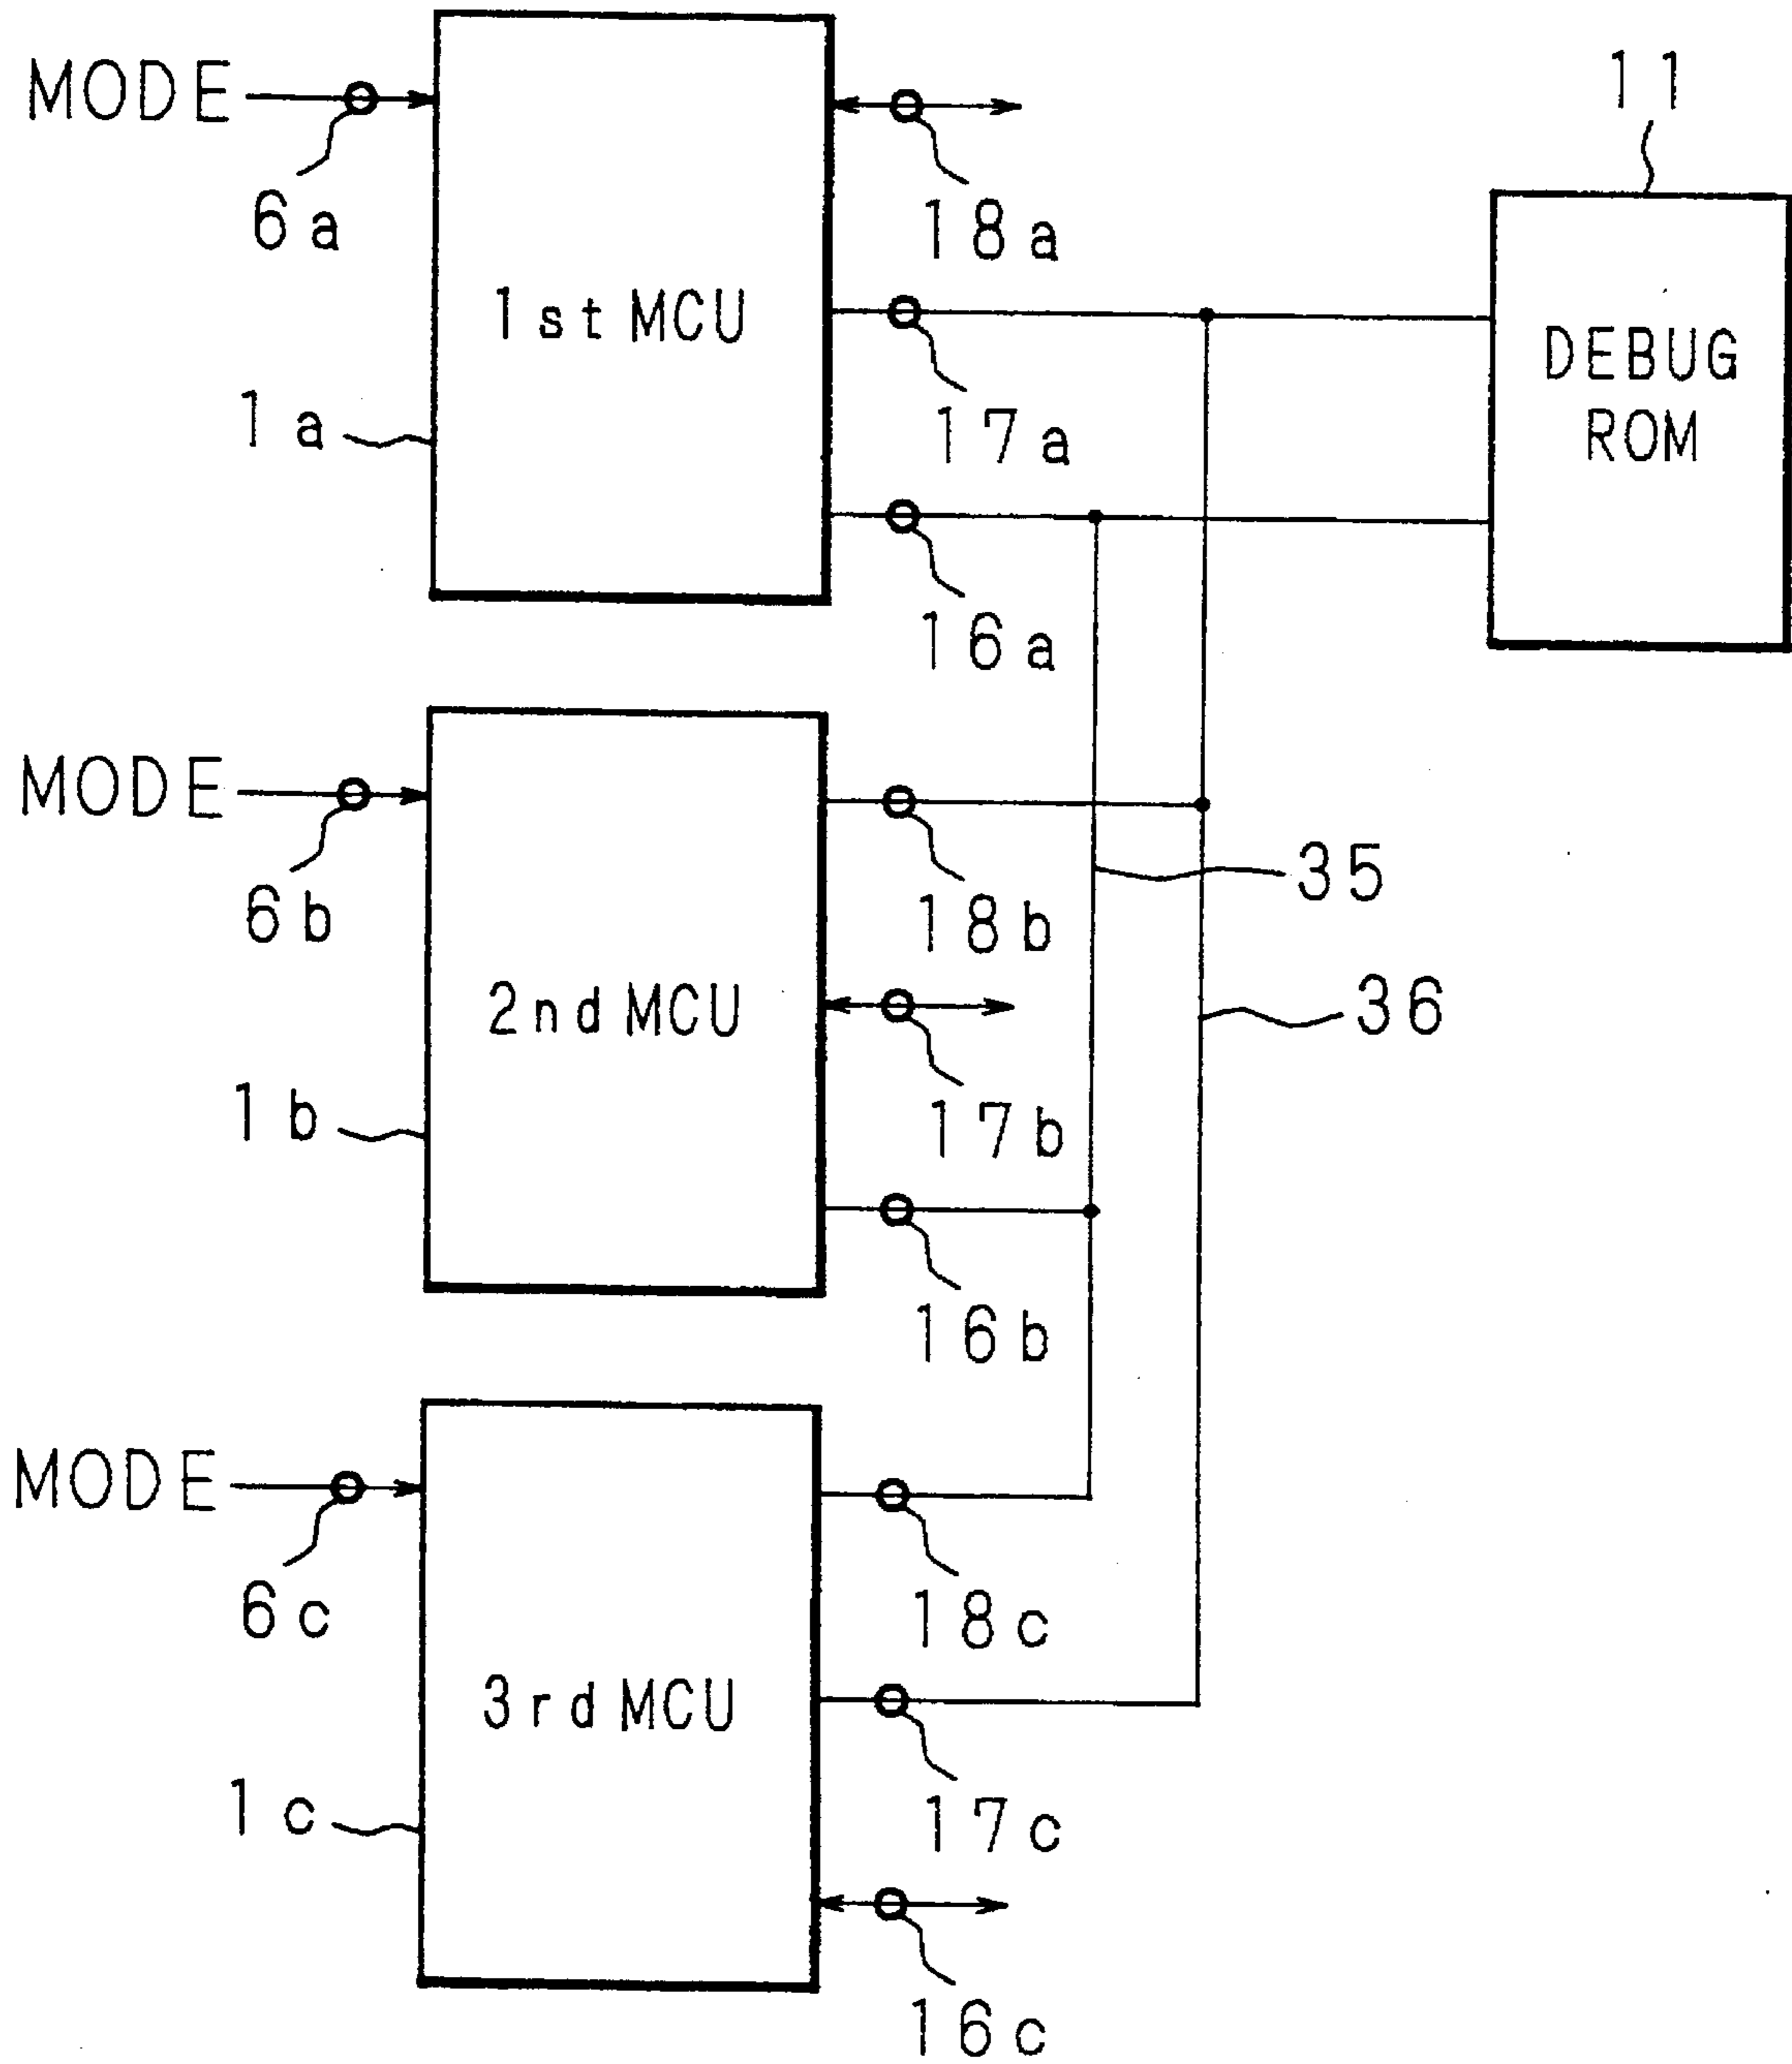 MODE
6a
1st MCU
1a
18a
17a
16a
11
DEBUG
ROM
MODE
6b
2nd MCU
1b
18b
17b
16b
35
36
MODE
6c
3rd MCU
1c
18c
17c
16c